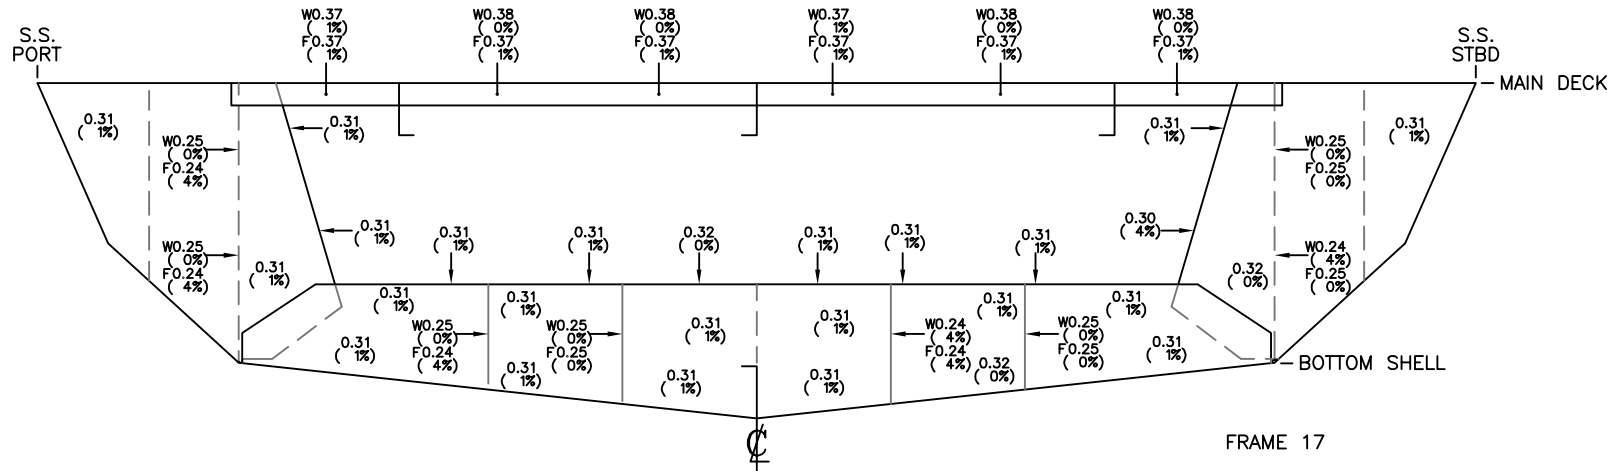 S.S.
PORT
W0.37
( 1%)
F0.37
( 1%)
W0.38
( 0%)
F0.37
( 1%)
W0.38
( 0%)
F0.37
( 1%)
W0.37
( 1%)
F0.37
( 1%)
W0.38
( 0%)
F0.37
( 1%)
W0.38
( 0%)
F0.37
( 1%)
S.S.
STBD
MAIN DECK
0.31
( 1%)
W0.25
( 0%)
F0.24
( 4%)
0.31
( 1%)
0.31
( 1%)
W0.25
( 0%)
F0.25
( 0%)
0.31
( 1%)
W0.25
( 0%)
F0.24
( 4%)
0.31
( 1%)
0.31
( 1%)
0.31
( 1%)
0.31
( 1%)
0.32
( 0%)
0.31
( 1%)
0.31
( 1%)
0.31
( 1%)
0.30
( 4%)
0.32
( 0%)
W0.24
( 4%)
F0.25
( 0%)
0.31
( 1%)
0.31
( 1%)
0.31
( 1%)
0.31
( 1%)
0.31
( 1%)
W0.25
( 0%)
F0.24
( 4%)
0.31
( 1%)
W0.25
( 0%)
F0.25
( 0%)
0.31
( 1%)
0.31
( 1%)
0.31
( 1%)
W0.24
( 4%)
F0.24
( 4%)
0.32
( 0%)
W0.25
( 0%)
F0.25
( 0%)
0.31
( 1%)
BOTTOM SHELL
FRAME 17